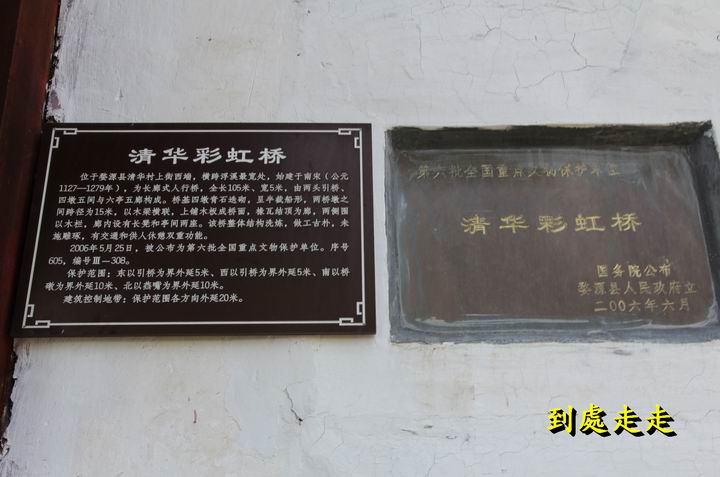 清华彩虹桥
位于婺源县清华村上街西端，横跨浮溪最宽处，始建于南宋（公元
1127—1279年），为长廊式人行桥，全长105米、宽5米，由两头引桥、
四墩五间与六亭五廊构成。桥基四墩青石迭砌，呈半截船形，两桥墩之
间跨径为15米，以木梁横联，上铺木板成桥面，椽瓦结顶为廊，两侧围
以木栏，廊内设有长凳和亭间两座。该桥整体结构洗炼，做工古朴，未
施雕琢，有交通和供人休憩双重功能。
2006年5月25日，被公布为第六批全国重点文物保护单位。序号
605，编号Ⅲ—308。
保护范围：东以引桥为界外延5米、西以引桥为界外延5米、南以桥
墩为界外延10米、北以挡嘴为界外延10米。
建筑控制地带：保护范围各方向外延20米。
第六批全国重点文物保护单位
清华彩虹桥
国务院公布
婺源县人民政府立
二00六年六月
到處走走